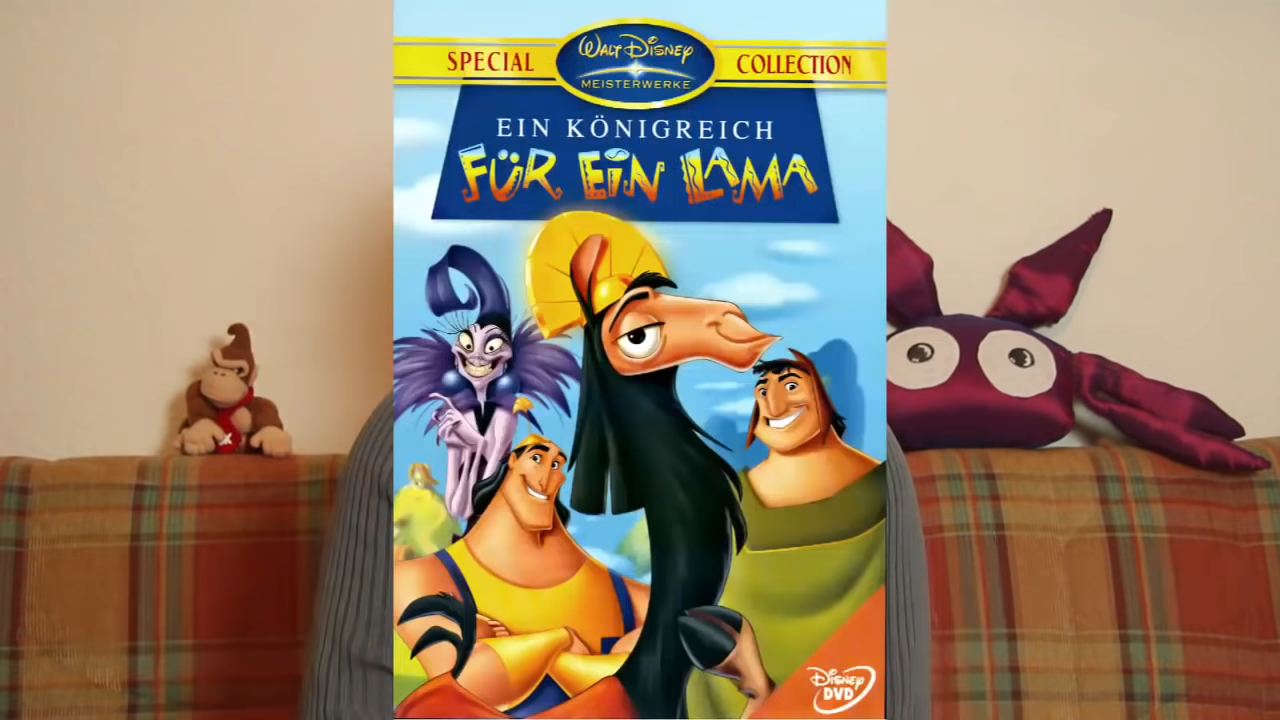 SPECIAL
WALT DISNEY
MEISTERWERKE
COLLECTION
EIN KÖNIGREICH
FÜR EIN LAMA
DISNEY
DVD